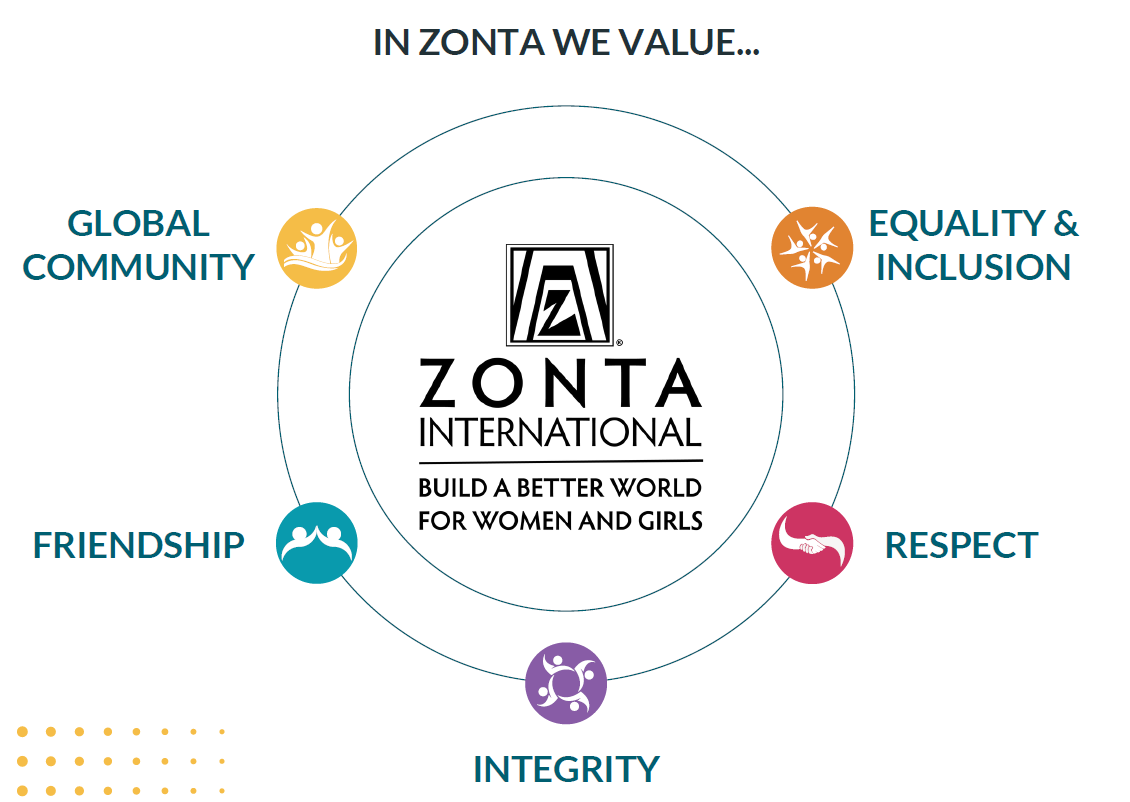 IN ZONTA WE VALUE...
GLOBAL
COMMUNITY
EQUALITY &
INCLUSION
Z
®
ZONTA
INTERNATIONAL
BUILD A BETTER WORLD
FOR WOMEN AND GIRLS
FRIENDSHIP
RESPECT
INTEGRITY